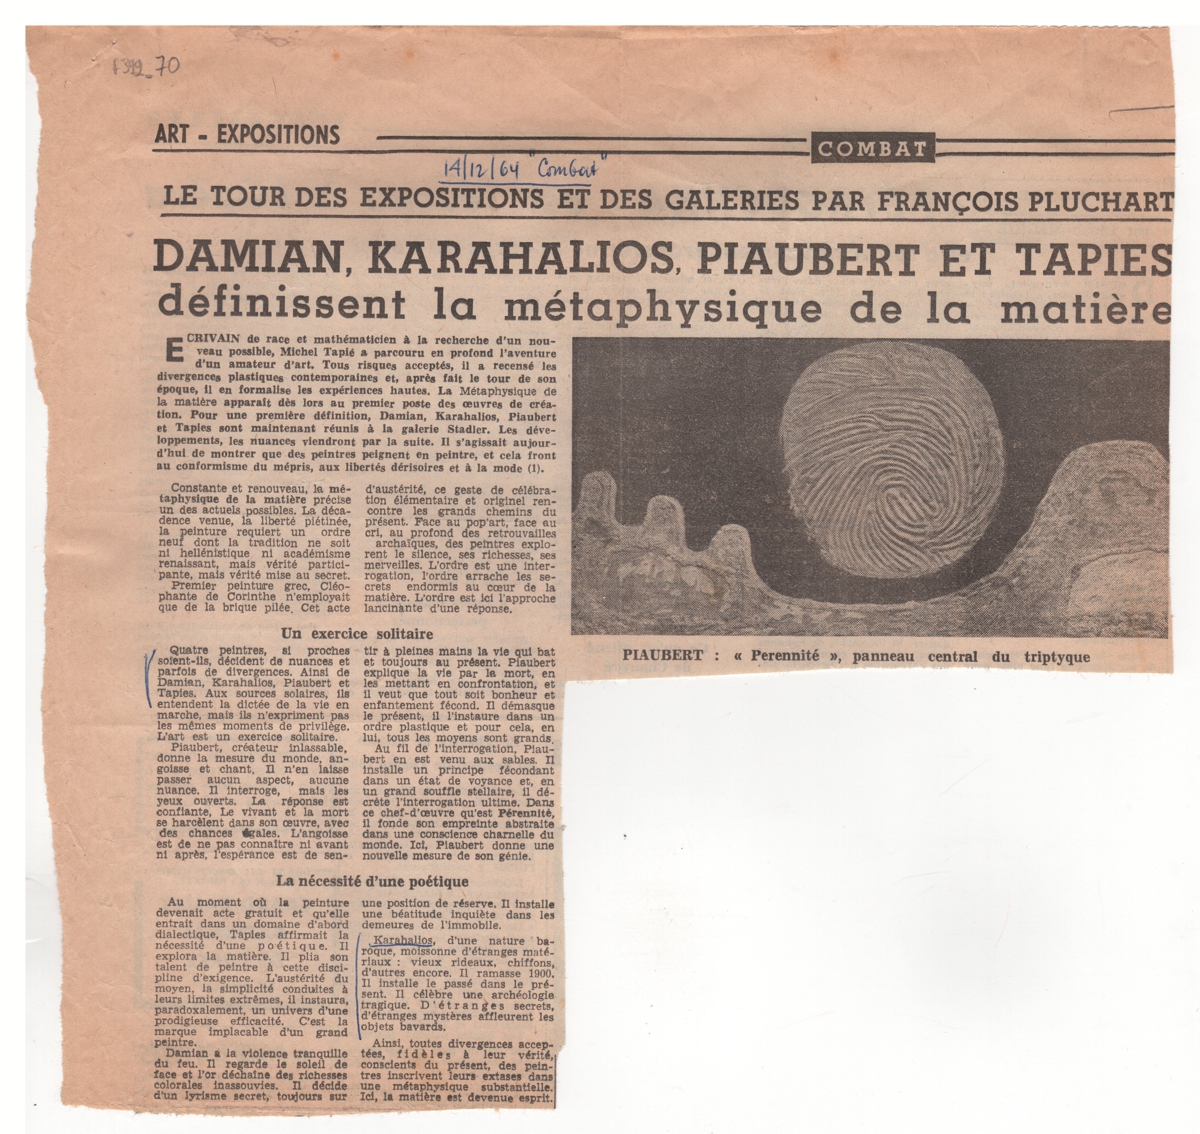 1392_70
ART - EXPOSITIONS
COMBAT
14/12/64 "Combat"
LE TOUR DES EXPOSITIONS ET DES GALERIES PAR FRANÇOIS PLUCHART
DAMIAN, KARAHALIOS, PIAUBERT ET TAPIES
définissent la métaphysique de la matière
ECRIVAIN de race et mathématicien à la recherche d'un nou-
veau possible, Michel Tapié a parcouru en profond l'aventure
d'un amateur d'art. Tous risques acceptés, il a recensé les
divergences plastiques contemporaines et, après fait le tour de son
époque, il en formalise les expériences hautes. La Métaphysique de
la matière apparaît dès lors au premier poste des œuvres de créa-
tion. Pour une première définition, Damian, Karahalios, Piaubert
et Tapies sont maintenant réunis à la galerie Stadler. Les déve-
loppements, les nuances viendront par la suite. Il s'agissait aujour-
d'hui de montrer que des peintres peignent en peintre, et cela front
au conformisme du mépris, aux libertés dérisoires et à la mode (1).
Constante et renouveau, la mé-
taphysique de la matière précise
un des actuels possibles. La déca-
dence venue, la liberté piétinée,
la peinture requiert un ordre
neuf dont la tradition ne soit
ni hellénistique ni académisme
renaissant, mais vérité partici-
pante, mais vérité mise au secret.
Premier peinture grec, Cléo-
phante de Corinthe n'employait
que de la brique pilée. Cet acte
d'austérité, ce geste de célébra-
tion élémentaire et originel ren-
contre les grands chemins du
présent. Face au pop'art, face au
cri, au profond des retrouvailles
archaïques, des peintres explo-
rent le silence, ses richesses, ses
merveilles. L'ordre est une inter-
rogation, l'ordre arrache les se-
crets endormis au cœur de la
matière. L'ordre est ici l'approche
lancinante d'une réponse.
PIAUBERT : « Perennité », panneau central du triptyque
Un exercice solitaire
Quatre peintres, si proches
soient-ils, décident de nuances et
parfois de divergences. Ainsi de
Damian, Karahalios, Piaubert et
Tapies. Aux sources solaires, ils
entendent la dictée de la vie en
marche, mais ils n'expriment pas
les mêmes moments de privilège.
L'art est un exercice solitaire.
Piaubert, créateur inlassable,
donne la mesure du monde, an-
goisse et chant. Il n'en laisse
passer aucun aspect, aucune
nuance. Il interroge, mais les
yeux ouverts. La réponse est
confiante, Le vivant et la mort
se harcèlent dans son œuvre, avec
des chances égales. L'angoisse
est de ne pas connaître ni avant
ni après, l'espérance est de sen-
tir à pleines mains la vie qui bat
et toujours au présent. Piaubert
explique la vie par la mort, en
les mettant en confrontation, et
il veut que tout soit bonheur et
enfantement fécond. Il démasque
le présent, il l'instaure dans un
ordre plastique et pour cela, en
lui, tous les moyens sont grands.
Au fil de l'interrogation, Piau-
bert en est venu aux sables. Il
installe un principe fécondant
dans un état de voyance et, en
un grand souffle stellaire, il dé-
crète l'interrogation ultime. Dans
ce chef-d'œuvre qu'est Pérennité,
il fonde son empreinte abstraite
dans une conscience charnelle du
monde. Ici, Piaubert donne une
nouvelle mesure de son génie.
La nécessité d'une poétique
Au moment où la peinture
devenait acte gratuit et qu'elle
entrait dans un domaine d'abord
dialectique, Tapies affirmait la
nécessité d'une poétique. Il
explora la matière. Il plia son
talent de peintre à cette disci-
pline d'exigence. L'austérité du
moyen, la simplicité conduites à
leurs limites extrêmes, il instaura,
paradoxalement, un univers d'une
prodigieuse efficacité. C'est la
marque implacable d'un grand
peintre.
Damian a la violence tranquille
du feu. Il regarde le soleil de
face et l'or déchaîne des richesses
colorales inassouvies. Il décide
d'un lyrisme secret, toujours sur
une position de réserve. Il installe
une béatitude inquiète dans les
demeures de l'immobile.
Karahalios, d'une nature ba-
roque, moissonne d'étranges maté-
riaux : vieux rideaux, chiffons,
d'autres encore. Il ramasse 1900.
Il installe le passé dans le pré-
sent. Il célèbre une archéologie
tragique. D'étranges secrets,
d'étranges mystères affleurent les
objets bavards.
Ainsi, toutes divergences accep-
tées, fidèles à leur vérité,
conscients du présent, des pein-
tres inscrivent leurs extases dans
une métaphysique substantielle.
Ici, la matière est devenue esprit.